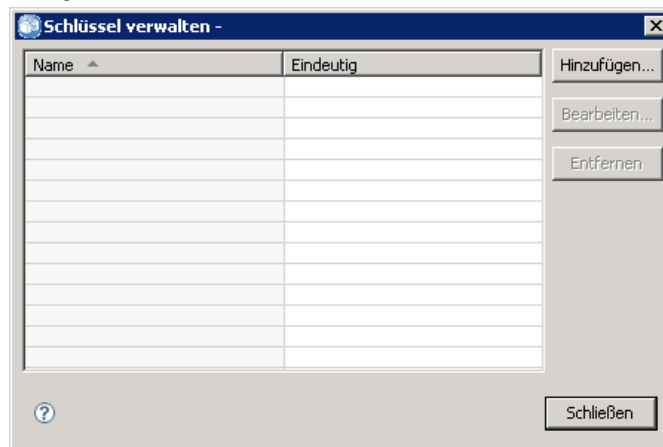 Schlüssel verwalten -
Name Eindeutig
Hinzufügen...
Bearbeiten...
Entfernen
?
Schließen